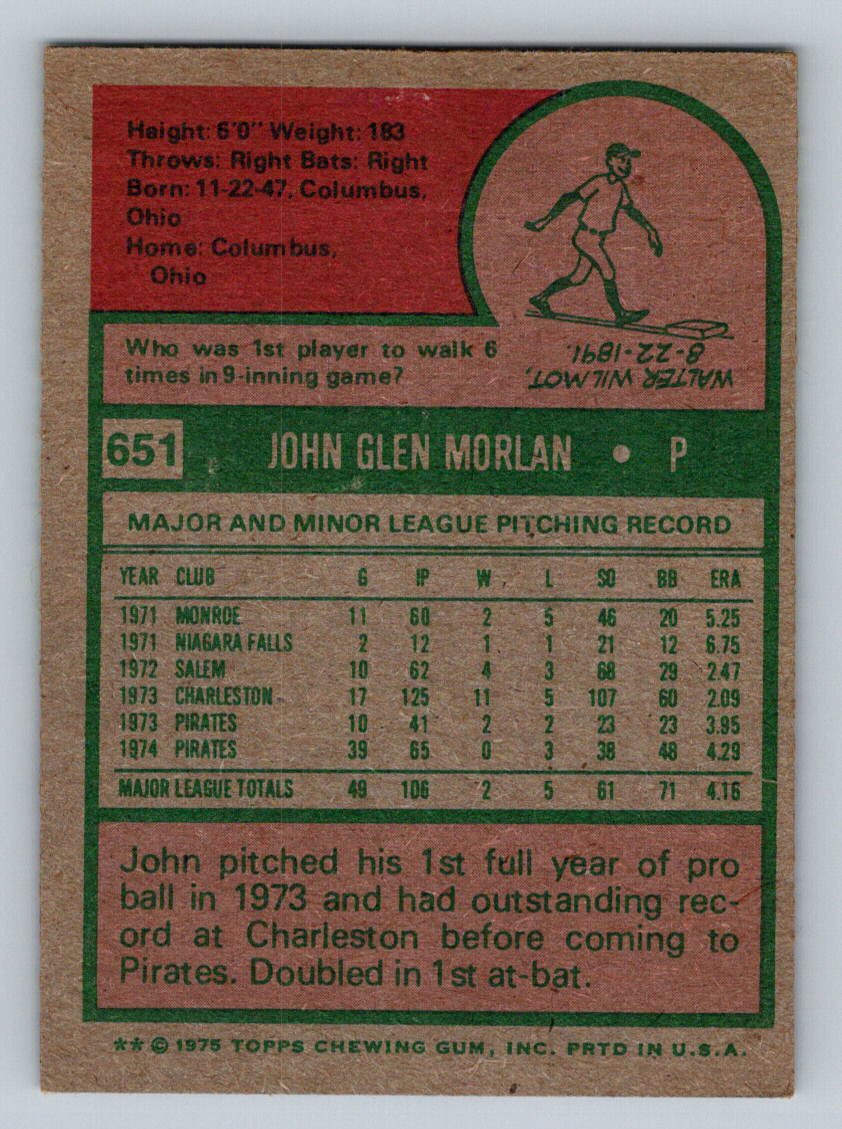 Height: 6'0" Weight: 183
Throws: Right Bats: Right
Born: 11-22-47, Columbus,
Ohio
Home: Columbus,
Ohio
Who was 1st player to walk 6
times in 9-inning game?
WALTER WILMOT,
8-22-1891.
651 JOHN GLEN MORLAN • P
MAJOR AND MINOR LEAGUE PITCHING RECORD
YEAR CLUB G IP W L SO BB ERA
1971 MONROE 11 60 2 5 46 20 5.25
1971 NIAGARA FALLS 2 12 1 1 21 12 6.75
1972 SALEM 10 62 4 3 68 29 2.47
1973 CHARLESTON 17 125 11 5 107 60 2.09
1973 PIRATES 10 41 2 2 23 23 3.95
1974 PIRATES 39 65 0 3 38 48 4.29
MAJOR LEAGUE TOTALS 49 106 2 5 61 71 4.16
John pitched his 1st full year of pro
ball in 1973 and had outstanding rec-
ord at Charleston before coming to
Pirates. Doubled in 1st at-bat.
** © 1975 TOPPS CHEWING GUM, INC. PRTD IN U.S.A.